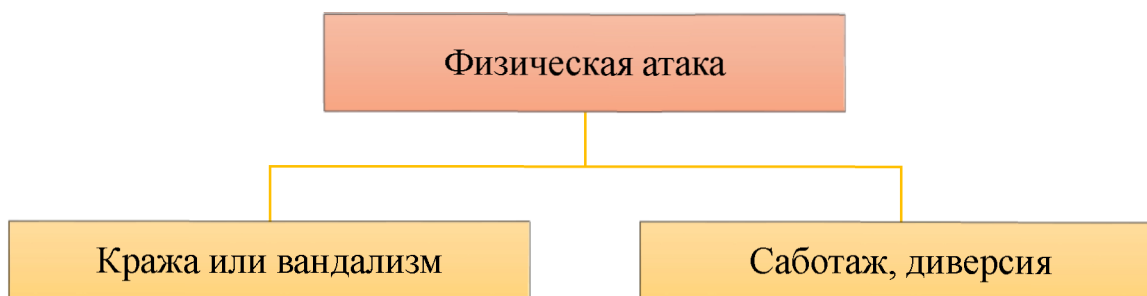 Физическая атака
Кража или вандализм
Саботаж, диверсия